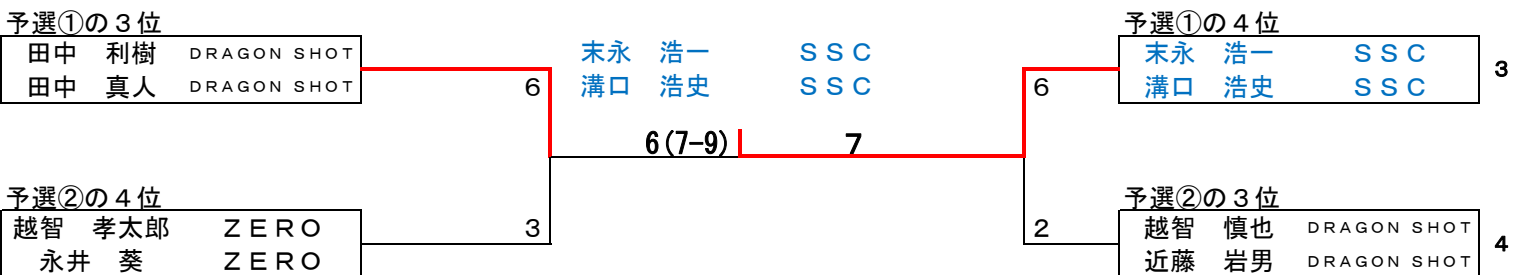 予選①の３位
田中　利樹　DRAGON SHOT
田中　真人　DRAGON SHOT
6
末永　浩一　ＳＳＣ
溝口　浩史　ＳＳＣ
6(7-9)　7
予選②の４位
越智　孝太郎　ＺＥＲＯ
永井　葵　ＺＥＲＯ
3
予選①の４位
末永　浩一　ＳＳＣ
溝口　浩史　ＳＳＣ
6
3
予選②の３位
越智　慎也　DRAGON SHOT
近藤　岩男　DRAGON SHOT
2
4